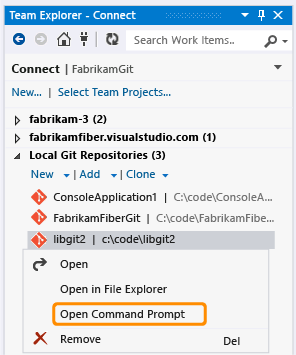 Team Explorer - Connect
Search Work Items...
Connect | FabrikamGit
New... | Select Team Projects...
fabrikam-3 (2)
fabrikamfiber.visualstudio.com (1)
Local Git Repositories (3)
New | Add | Clone
ConsoleApplication1 | C:\code\ConsoleA...
FabrikamFiberGit | C:\code\FabrikamFibe...
libgit2 | c:\code\libgit2
Open
Open in File Explorer
Open Command Prompt
Remove Del